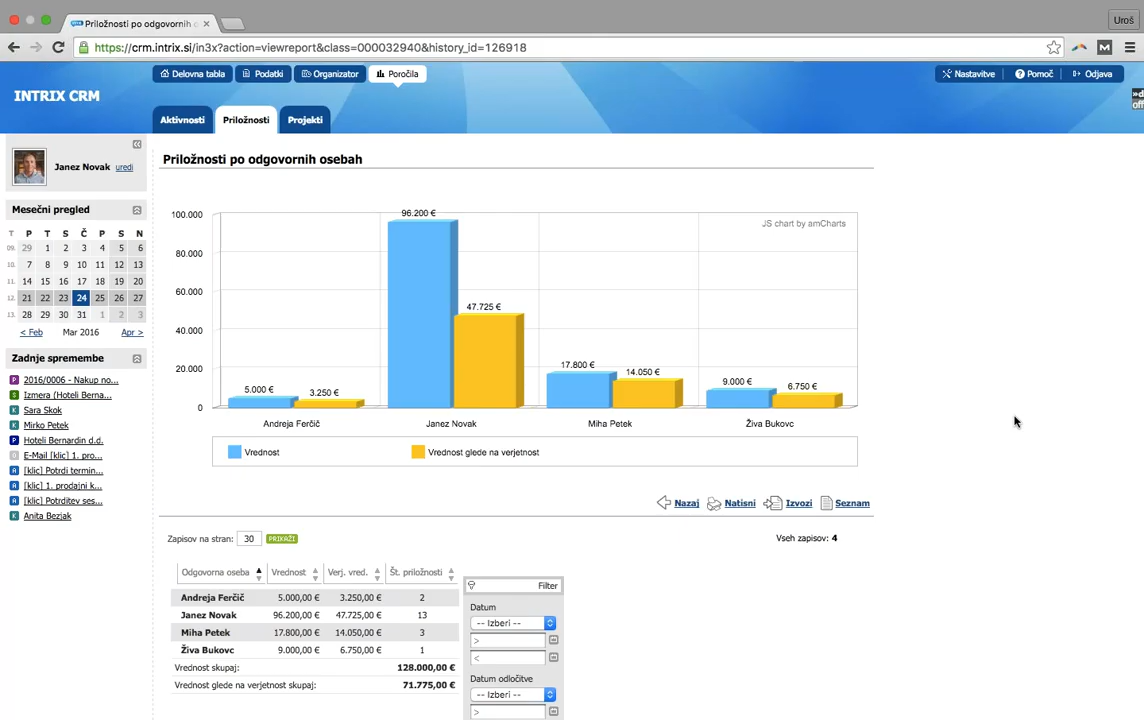 Priložnosti po odgovornih
Uroš
https://crm.intrix.si/in3x?action=viewreport&class=000032940&history_id=126918
Delovna tabla
Podatki
Organizator
Poročila
Nastavitve
Pomoč
Odjava
INTRIX CRM
Aktivnosti
Priložnosti
Projekti
Janez Novak uredi
Mesečni pregled
T P T S Č P S N
09. 29 1 2 3 4 5 6
10. 7 8 9 10 11 12 13
11. 14 15 16 17 18 19 20
12. 21 22 23 24 25 26 27
13. 28 29 30 31 1 2 3
< Feb Mar 2016 Apr >
Zadnje spremembe
P 2016/0006 - Nakup no...
Izmera (Hoteli Berna...
K Sara Skok
K Mirko Petek
P Hoteli Bernardin d.d.
E-Mail [klic] 1. pro...
A [klic] Potrdi termin...
A [klic] 1. prodajni k...
A [klic] Potrditev ses...
K Anita Bezjak
Priložnosti po odgovornih osebah
JS chart by amCharts
100.000
80.000
60.000
40.000
20.000
0
5.000 €
3.250 €
96.200 €
47.725 €
17.800 €
14.050 €
9.000 €
6.750 €
Andreja Ferčič
Janez Novak
Miha Petek
Živa Bukovc
Vrednost
Vrednost glede na verjetnost
Nazaj
Natisni
Izvozi
Seznam
Zapisov na stran: 30 PRIKAŽI
Vseh zapisov: 4
Odgovorna oseba Vrednost Verj. vred. Št. priložnosti
Andreja Ferčič 5.000,00 € 3.250,00 € 2
Janez Novak 96.200,00 € 47.725,00 € 13
Miha Petek 17.800,00 € 14.050,00 € 3
Živa Bukovc 9.000,00 € 6.750,00 € 1
Vrednost skupaj: 128.000,00 €
Vrednost glede na verjetnost skupaj: 71.775,00 €
Filter
Datum
-- Izberi --
>
<
Datum odločitve
-- Izberi --
>